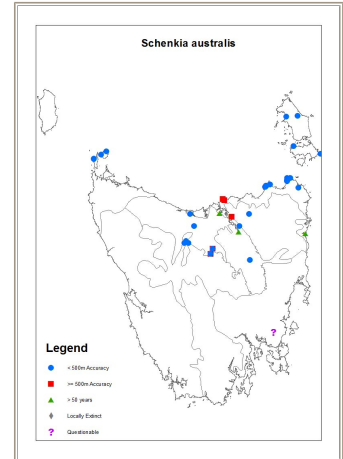 Schenkia australis
Legend
< 500m Accuracy
>= 500m Accuracy
> 50 years
Locally Extinct
? Questionable
?